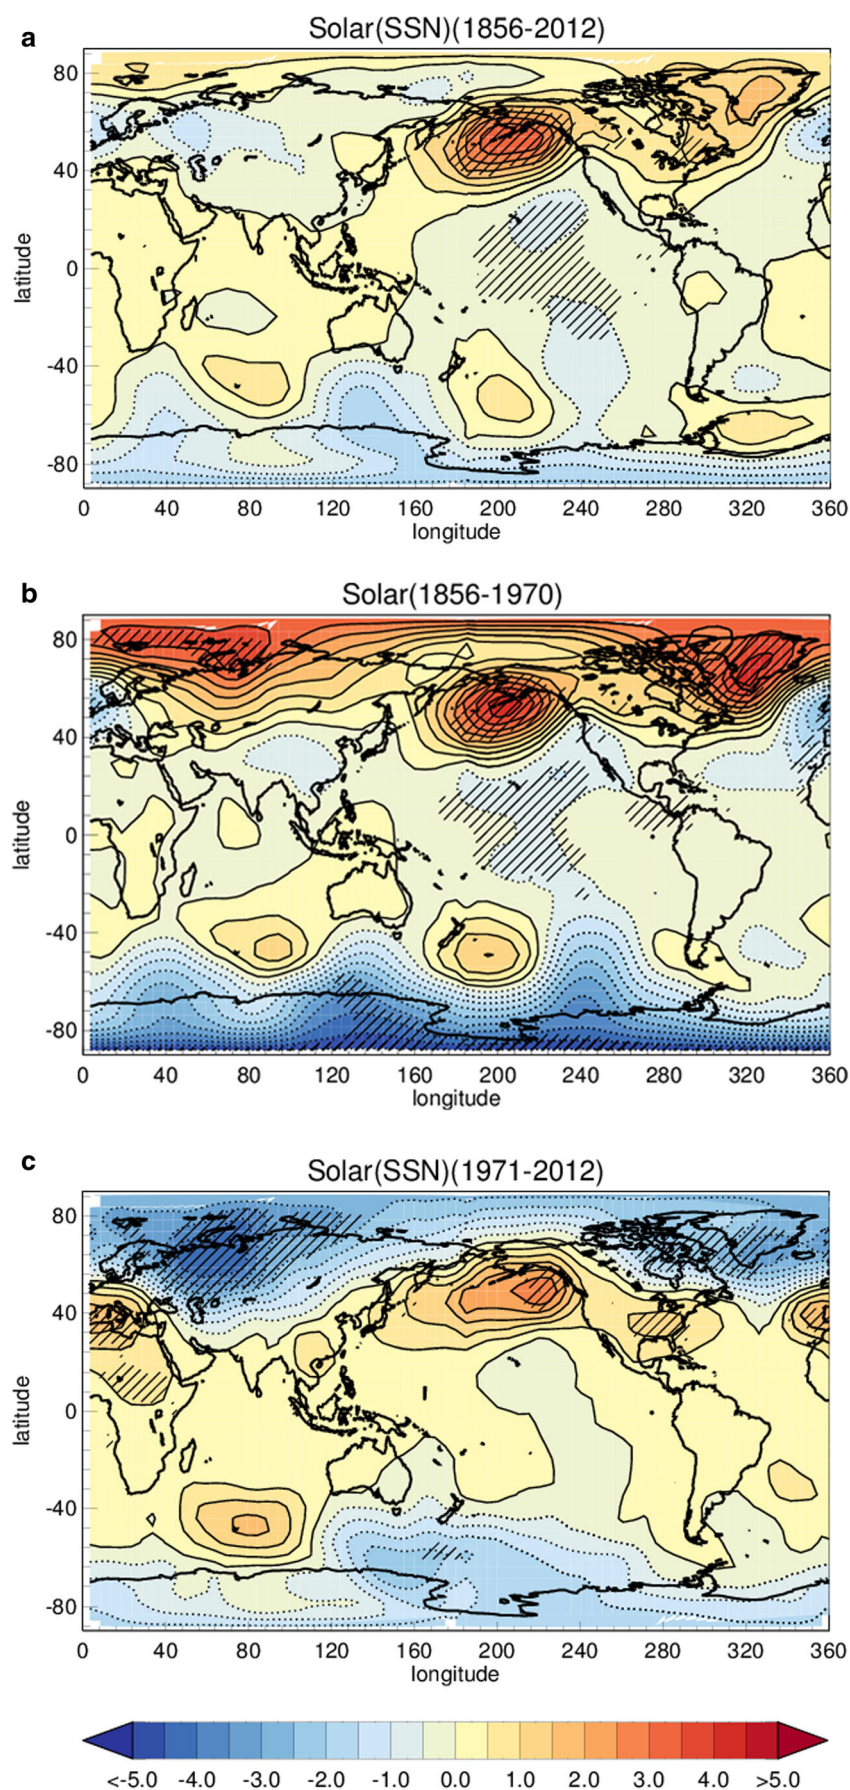 a
Solar(SSN)(1856-2012)
80
40
0
-40
-80
latitude
0 40 80 120 160 200 240 280 320 360
longitude
b
Solar(1856-1970)
80
40
0
-40
-80
latitude
0 40 80 120 160 200 240 280 320 360
longitude
c
Solar(SSN)(1971-2012)
80
40
0
-40
-80
latitude
0 40 80 120 160 200 240 280 320 360
longitude
<-5.0 -4.0 -3.0 -2.0 -1.0 0.0 1.0 2.0 3.0 4.0 >5.0